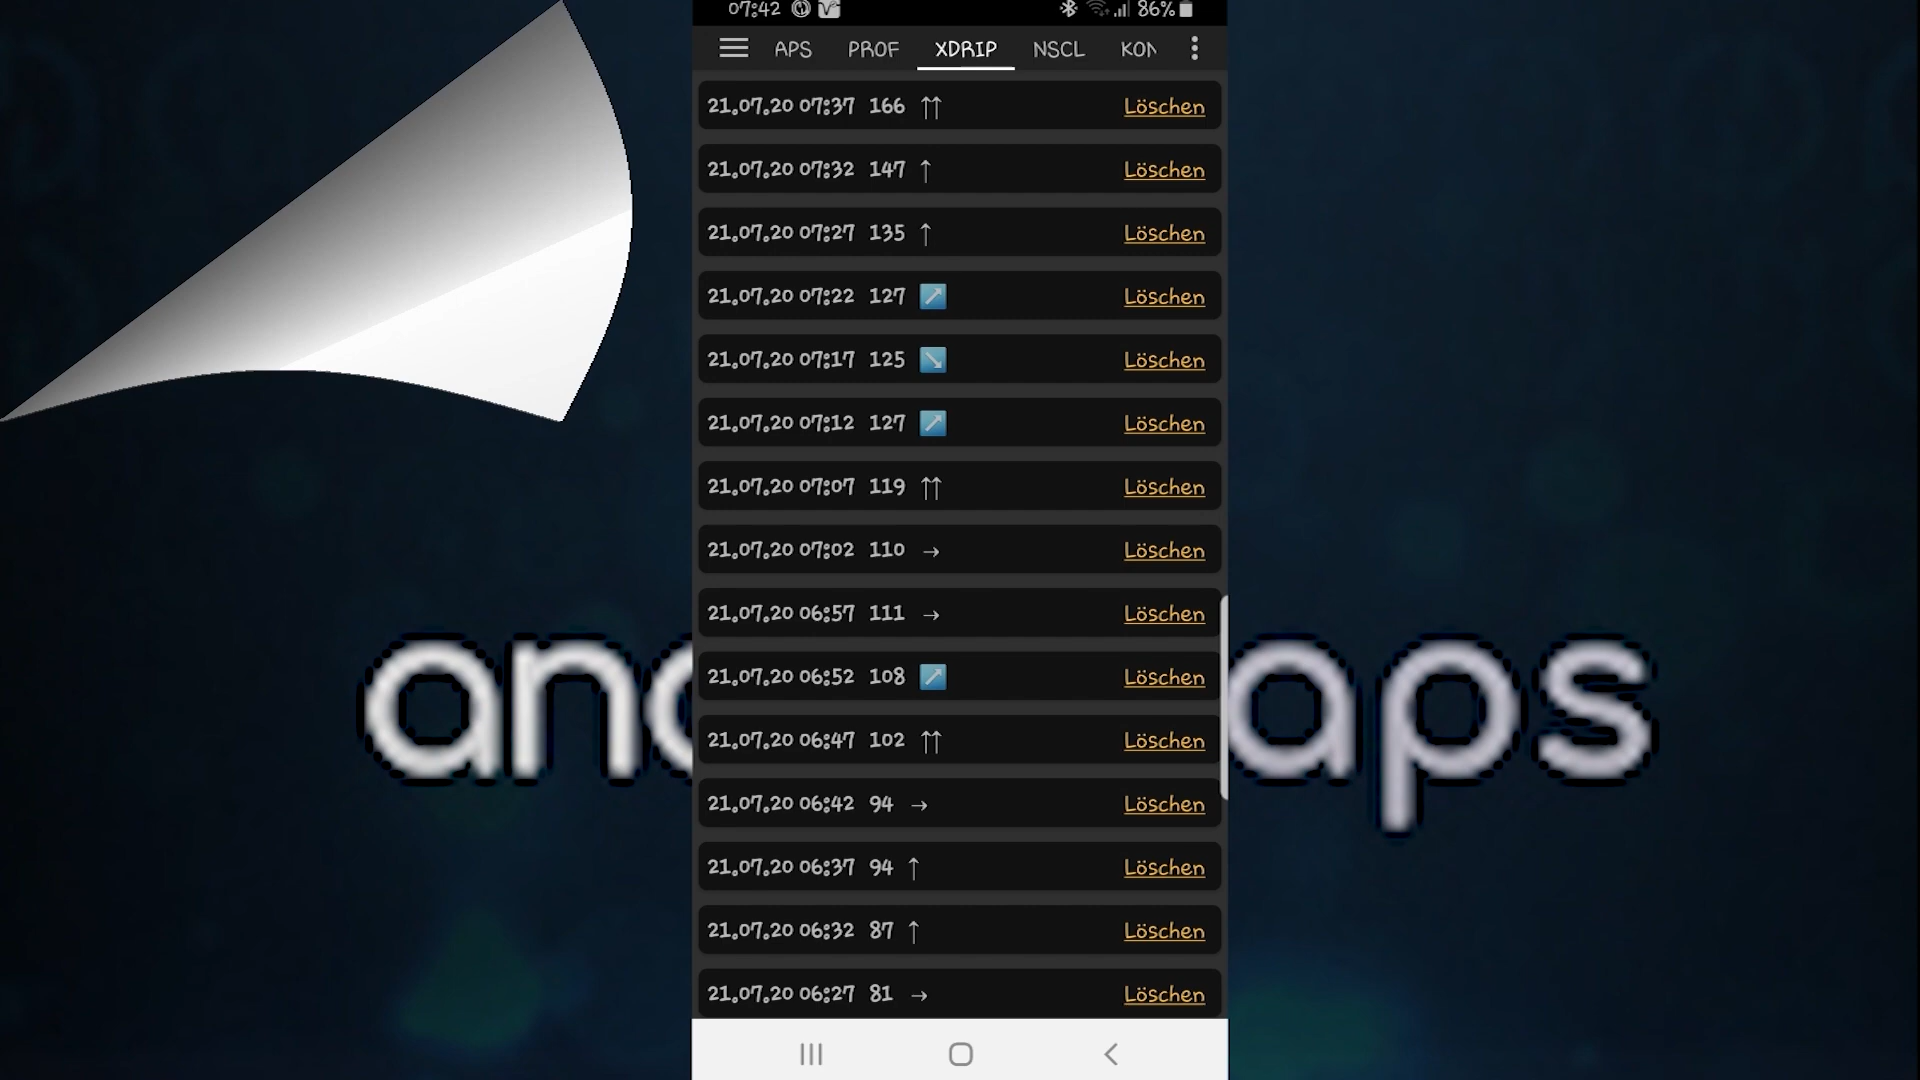 07:42 86%
APS PROF XDRIP NSCL KON
21.07.20 07:37 166 ↑↑ Löschen
21.07.20 07:32 147 ↑ Löschen
21.07.20 07:27 135 ↑ Löschen
21.07.20 07:22 127 ↗ Löschen
21.07.20 07:17 125 ↘ Löschen
21.07.20 07:12 127 ↗ Löschen
21.07.20 07:07 119 ↑↑ Löschen
21.07.20 07:02 110 → Löschen
21.07.20 06:57 111 → Löschen
21.07.20 06:52 108 ↗ Löschen
21.07.20 06:47 102 ↑↑ Löschen
21.07.20 06:42 94 → Löschen
21.07.20 06:37 94 ↑ Löschen
21.07.20 06:32 87 ↑ Löschen
21.07.20 06:27 81 → Löschen
an aps